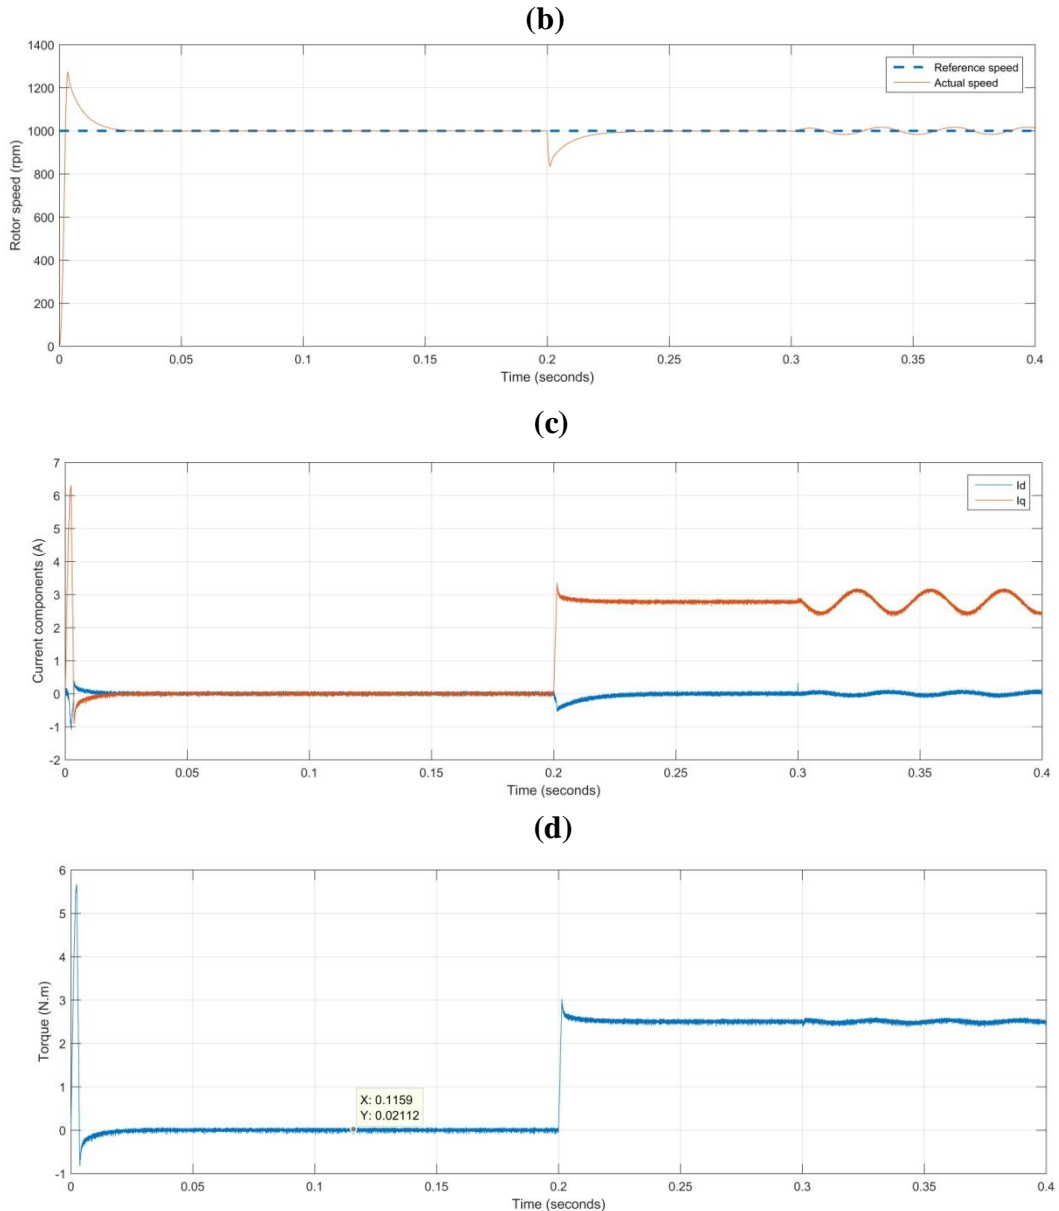 (b)
1400
1200
1000
800
600
400
200
0
Rotor speed (rpm)
Reference speed
Actual speed
0 0.05 0.1 0.15 0.2 0.25 0.3 0.35 0.4
Time (seconds)
(c)
7
6
5
4
3
2
1
0
-1
-2
Current components (A)
Id
Iq
0 0.05 0.1 0.15 0.2 0.25 0.3 0.35 0.4
Time (seconds)
(d)
6
5
4
3
2
1
0
-1
Torque (N.m)
X: 0.1159
Y: 0.02112
0 0.05 0.1 0.15 0.2 0.25 0.3 0.35 0.4
Time (seconds)